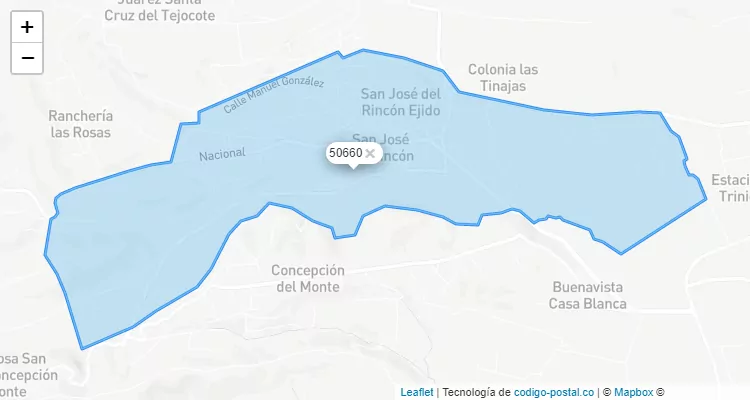 Juárez Santa
Cruz del Tejocote
+
−
Colonia las
Tinajas
Calle Manuel González
San José del
Rincón Ejido
Ranchería
las Rosas
San José
Rincón
Nacional
50660 ×
Estaci
Trini
Concepción
del Monte
Buenavista
Casa Blanca
osa San
oncepción
onte
Leaflet | Tecnología de codigo-postal.co | © Mapbox ©